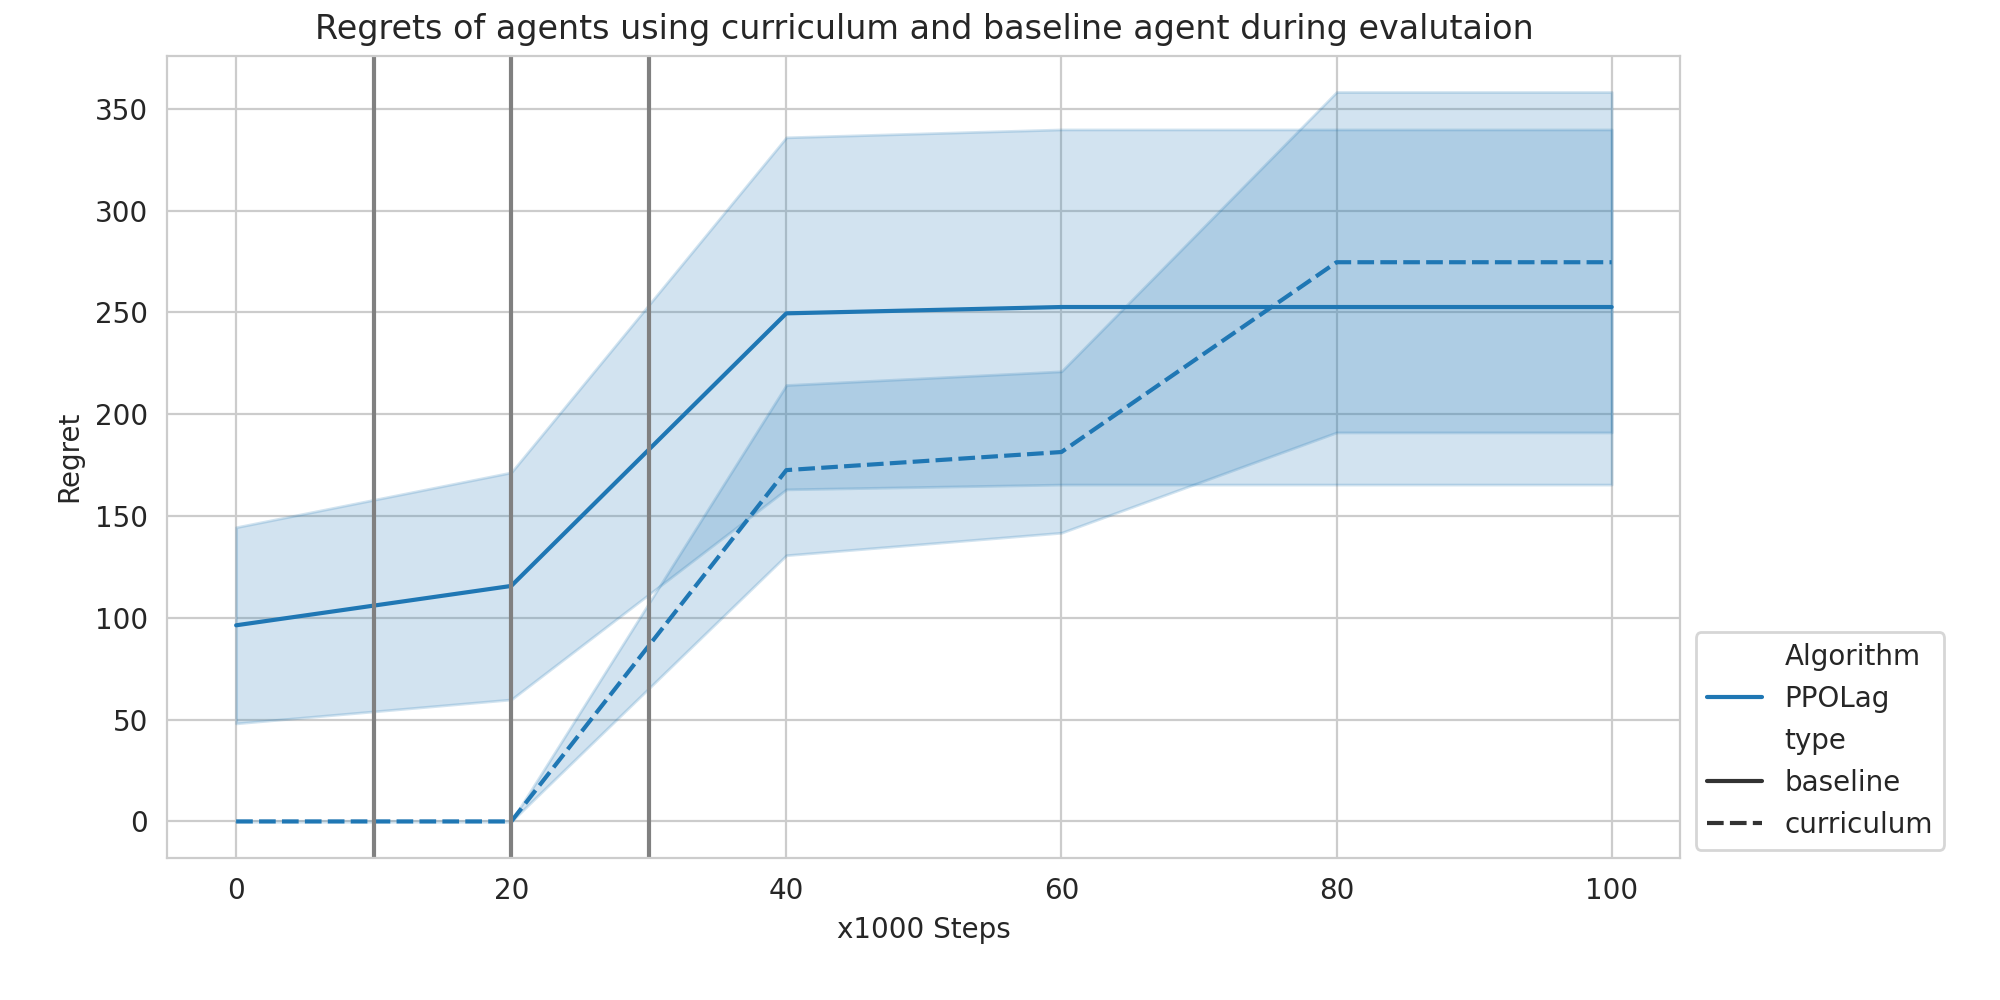 Regrets of agents using curriculum and baseline agent during evalutaion
350
300
250
200
150
100
50
0
Regret
0 20 40 60 80 100
x1000 Steps
Algorithm
PPOLag
type
baseline
curriculum